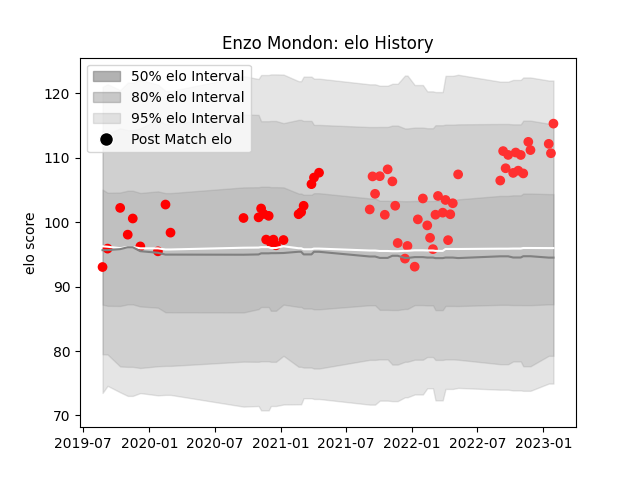 Enzo Mondon: elo History
50% elo Interval
80% elo Interval
95% elo Interval
Post Match elo
elo score
120
110
100
90
80
70
2019-07 2020-01 2020-07 2021-01 2021-07 2022-01 2022-07 2023-01